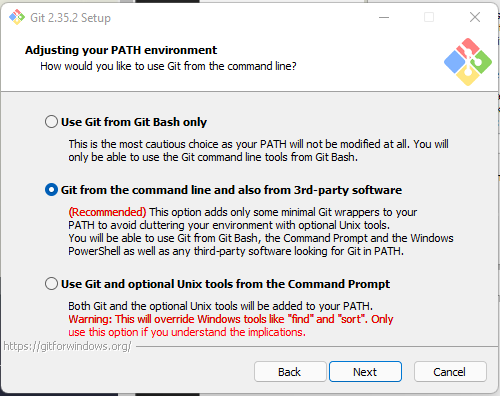 Git 2.35.2 Setup
Adjusting your PATH environment
How would you like to use Git from the command line?
Use Git from Git Bash only
This is the most cautious choice as your PATH will not be modified at all. You will
only be able to use the Git command line tools from Git Bash.
Git from the command line and also from 3rd-party software
(Recommended) This option adds only some minimal Git wrappers to your
PATH to avoid cluttering your environment with optional Unix tools.
You will be able to use Git from Git Bash, the Command Prompt and the Windows
PowerShell as well as any third-party software looking for Git in PATH.
Use Git and optional Unix tools from the Command Prompt
Both Git and the optional Unix tools will be added to your PATH.
Warning: This will override Windows tools like "find" and "sort". Only
use this option if you understand the implications.
https://gitforwindows.org/
Back
Next
Cancel